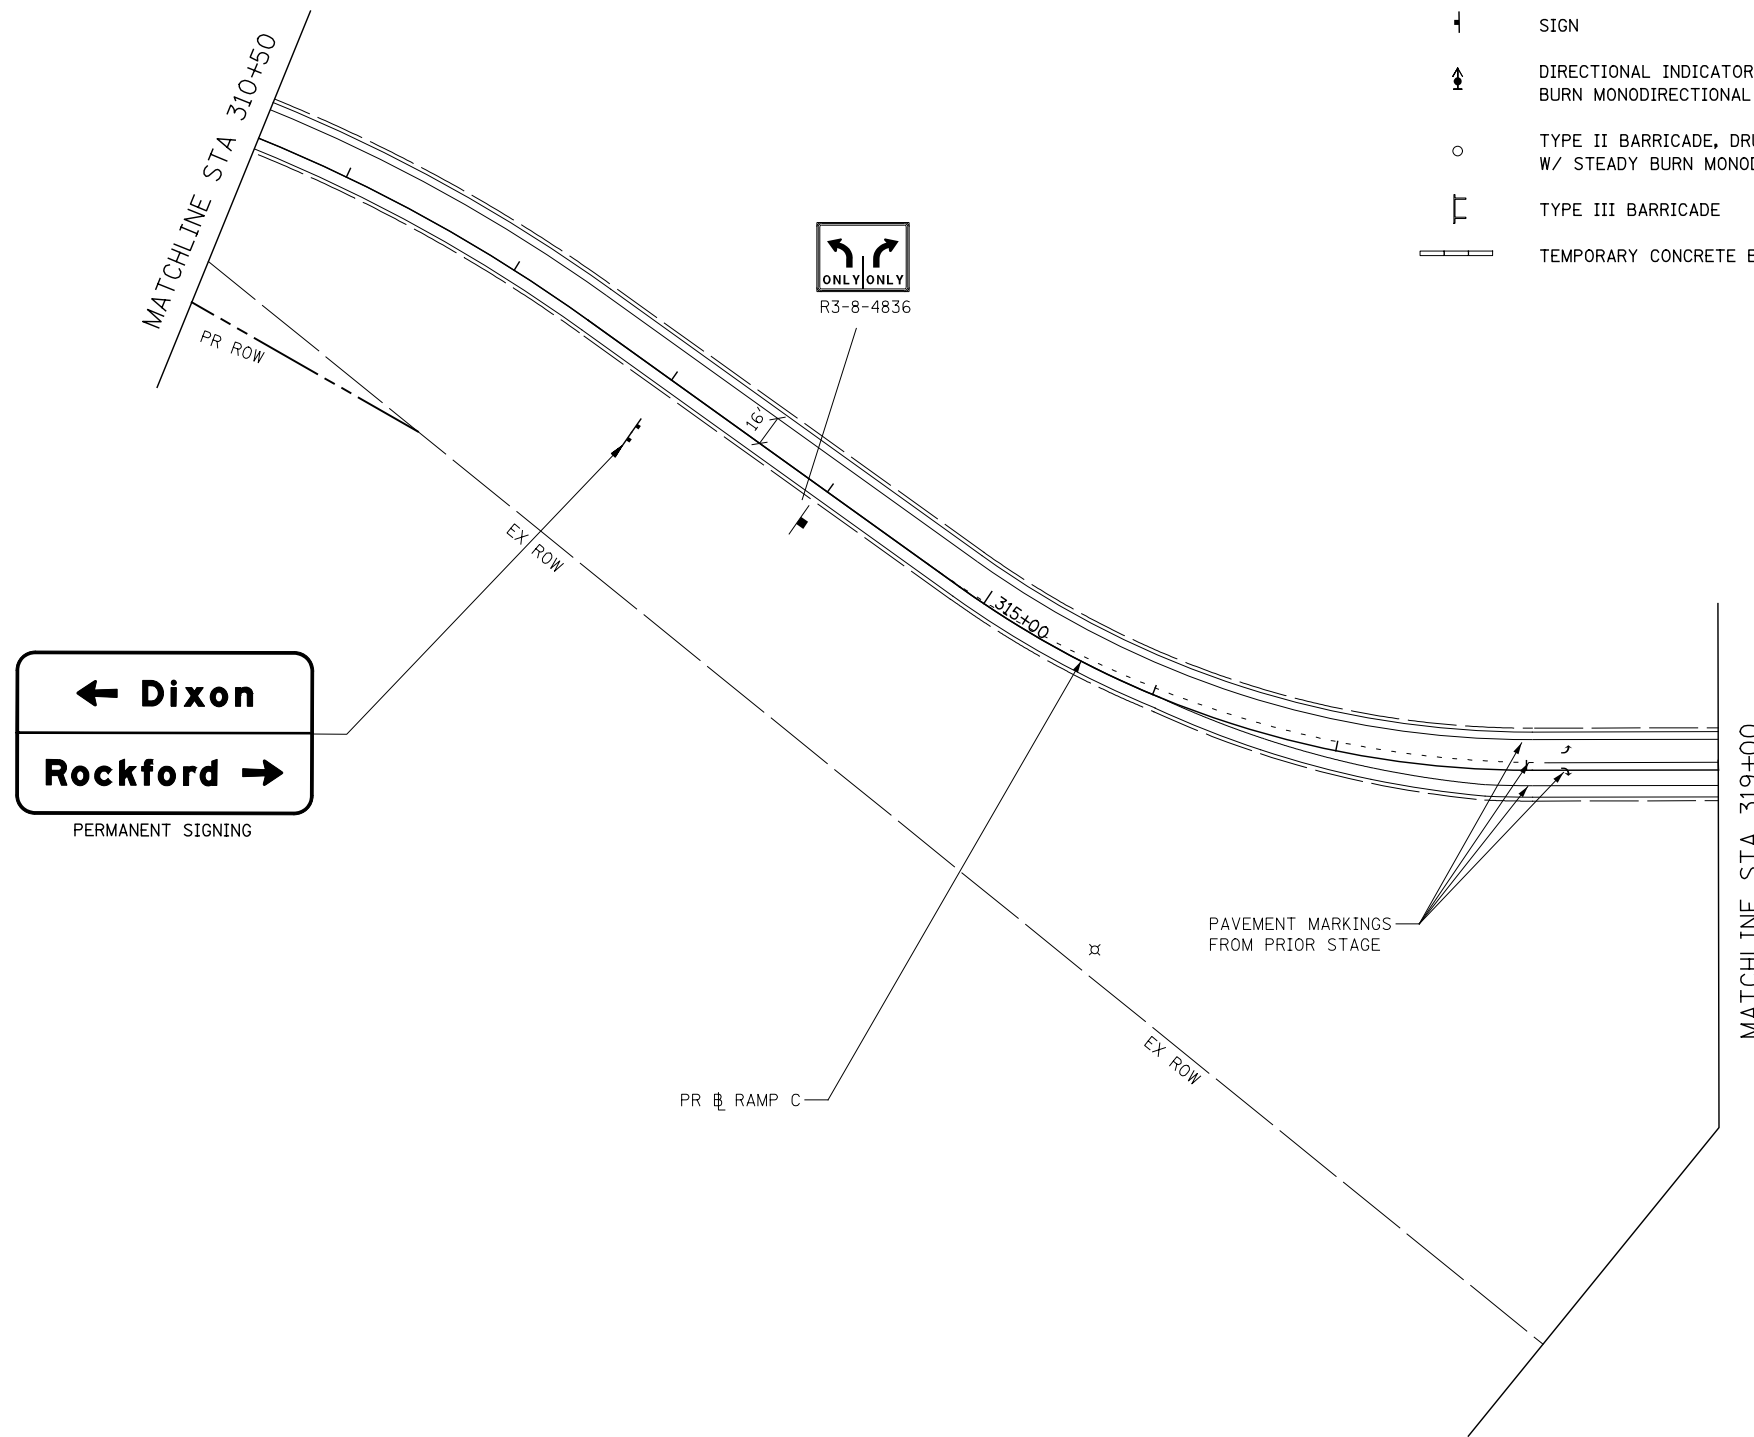 SIGN
DIRECTIONAL INDICATOR
BURN MONODIRECTIONAL
TYPE II BARRICADE, DRU
W/ STEADY BURN MONOD
TYPE III BARRICADE
TEMPORARY CONCRETE B
MATCHLINE STA 310+50
PR ROW
ONLY ONLY
R3-8-4836
16'
EX ROW
315+00
← Dixon
Rockford →
PERMANENT SIGNING
MATCHLINE STA 319+00
PAVEMENT MARKINGS
FROM PRIOR STAGE
EX ROW
PR BL RAMP C